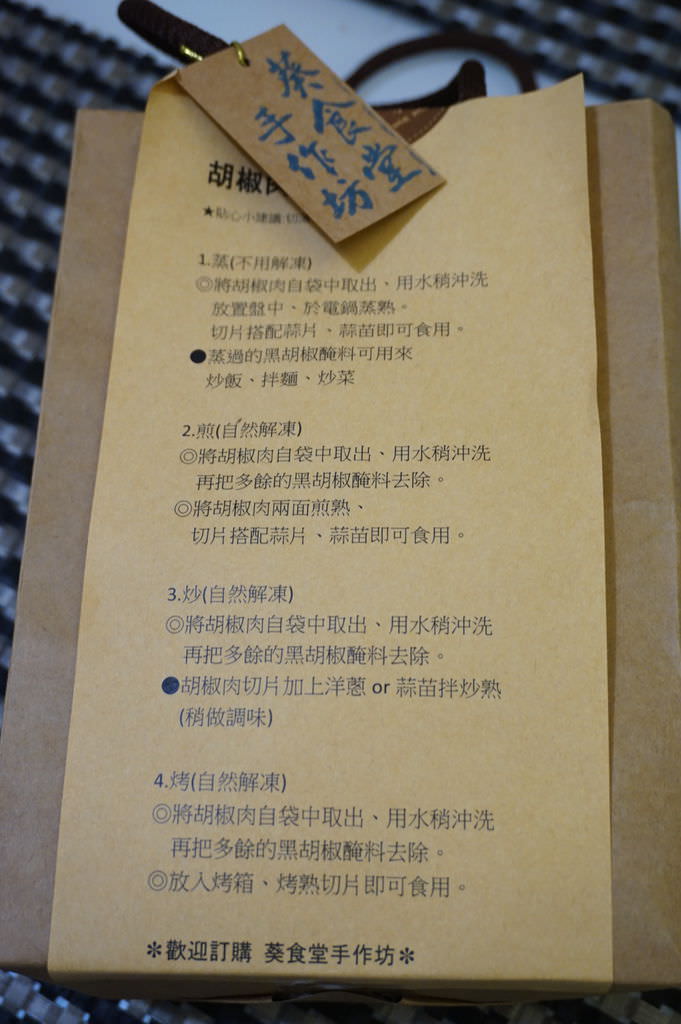 葵食堂
手作坊
胡椒
★貼心小建議:切
1.蒸(不用解凍)
◎將胡椒肉自袋中取出、用水稍沖洗
放置盤中、於電鍋蒸熟。
切片搭配蒜片、蒜苗即可食用。
●蒸過的黑胡椒醃料可用來
炒飯、拌麵、炒菜
2.煎(自然解凍)
◎將胡椒肉自袋中取出、用水稍沖洗
再把多餘的黑胡椒醃料去除。
◎將胡椒肉兩面煎熟、
切片搭配蒜片、蒜苗即可食用。
3.炒(自然解凍)
◎將胡椒肉自袋中取出、用水稍沖洗
再把多餘的黑胡椒醃料去除。
●胡椒肉切片加上洋蔥 or 蒜苗拌炒熟
(稍做調味)
4.烤(自然解凍)
◎將胡椒肉自袋中取出、用水稍沖洗
再把多餘的黑胡椒醃料去除。
◎放入烤箱、烤熟切片即可食用。
＊歡迎訂購 葵食堂手作坊＊